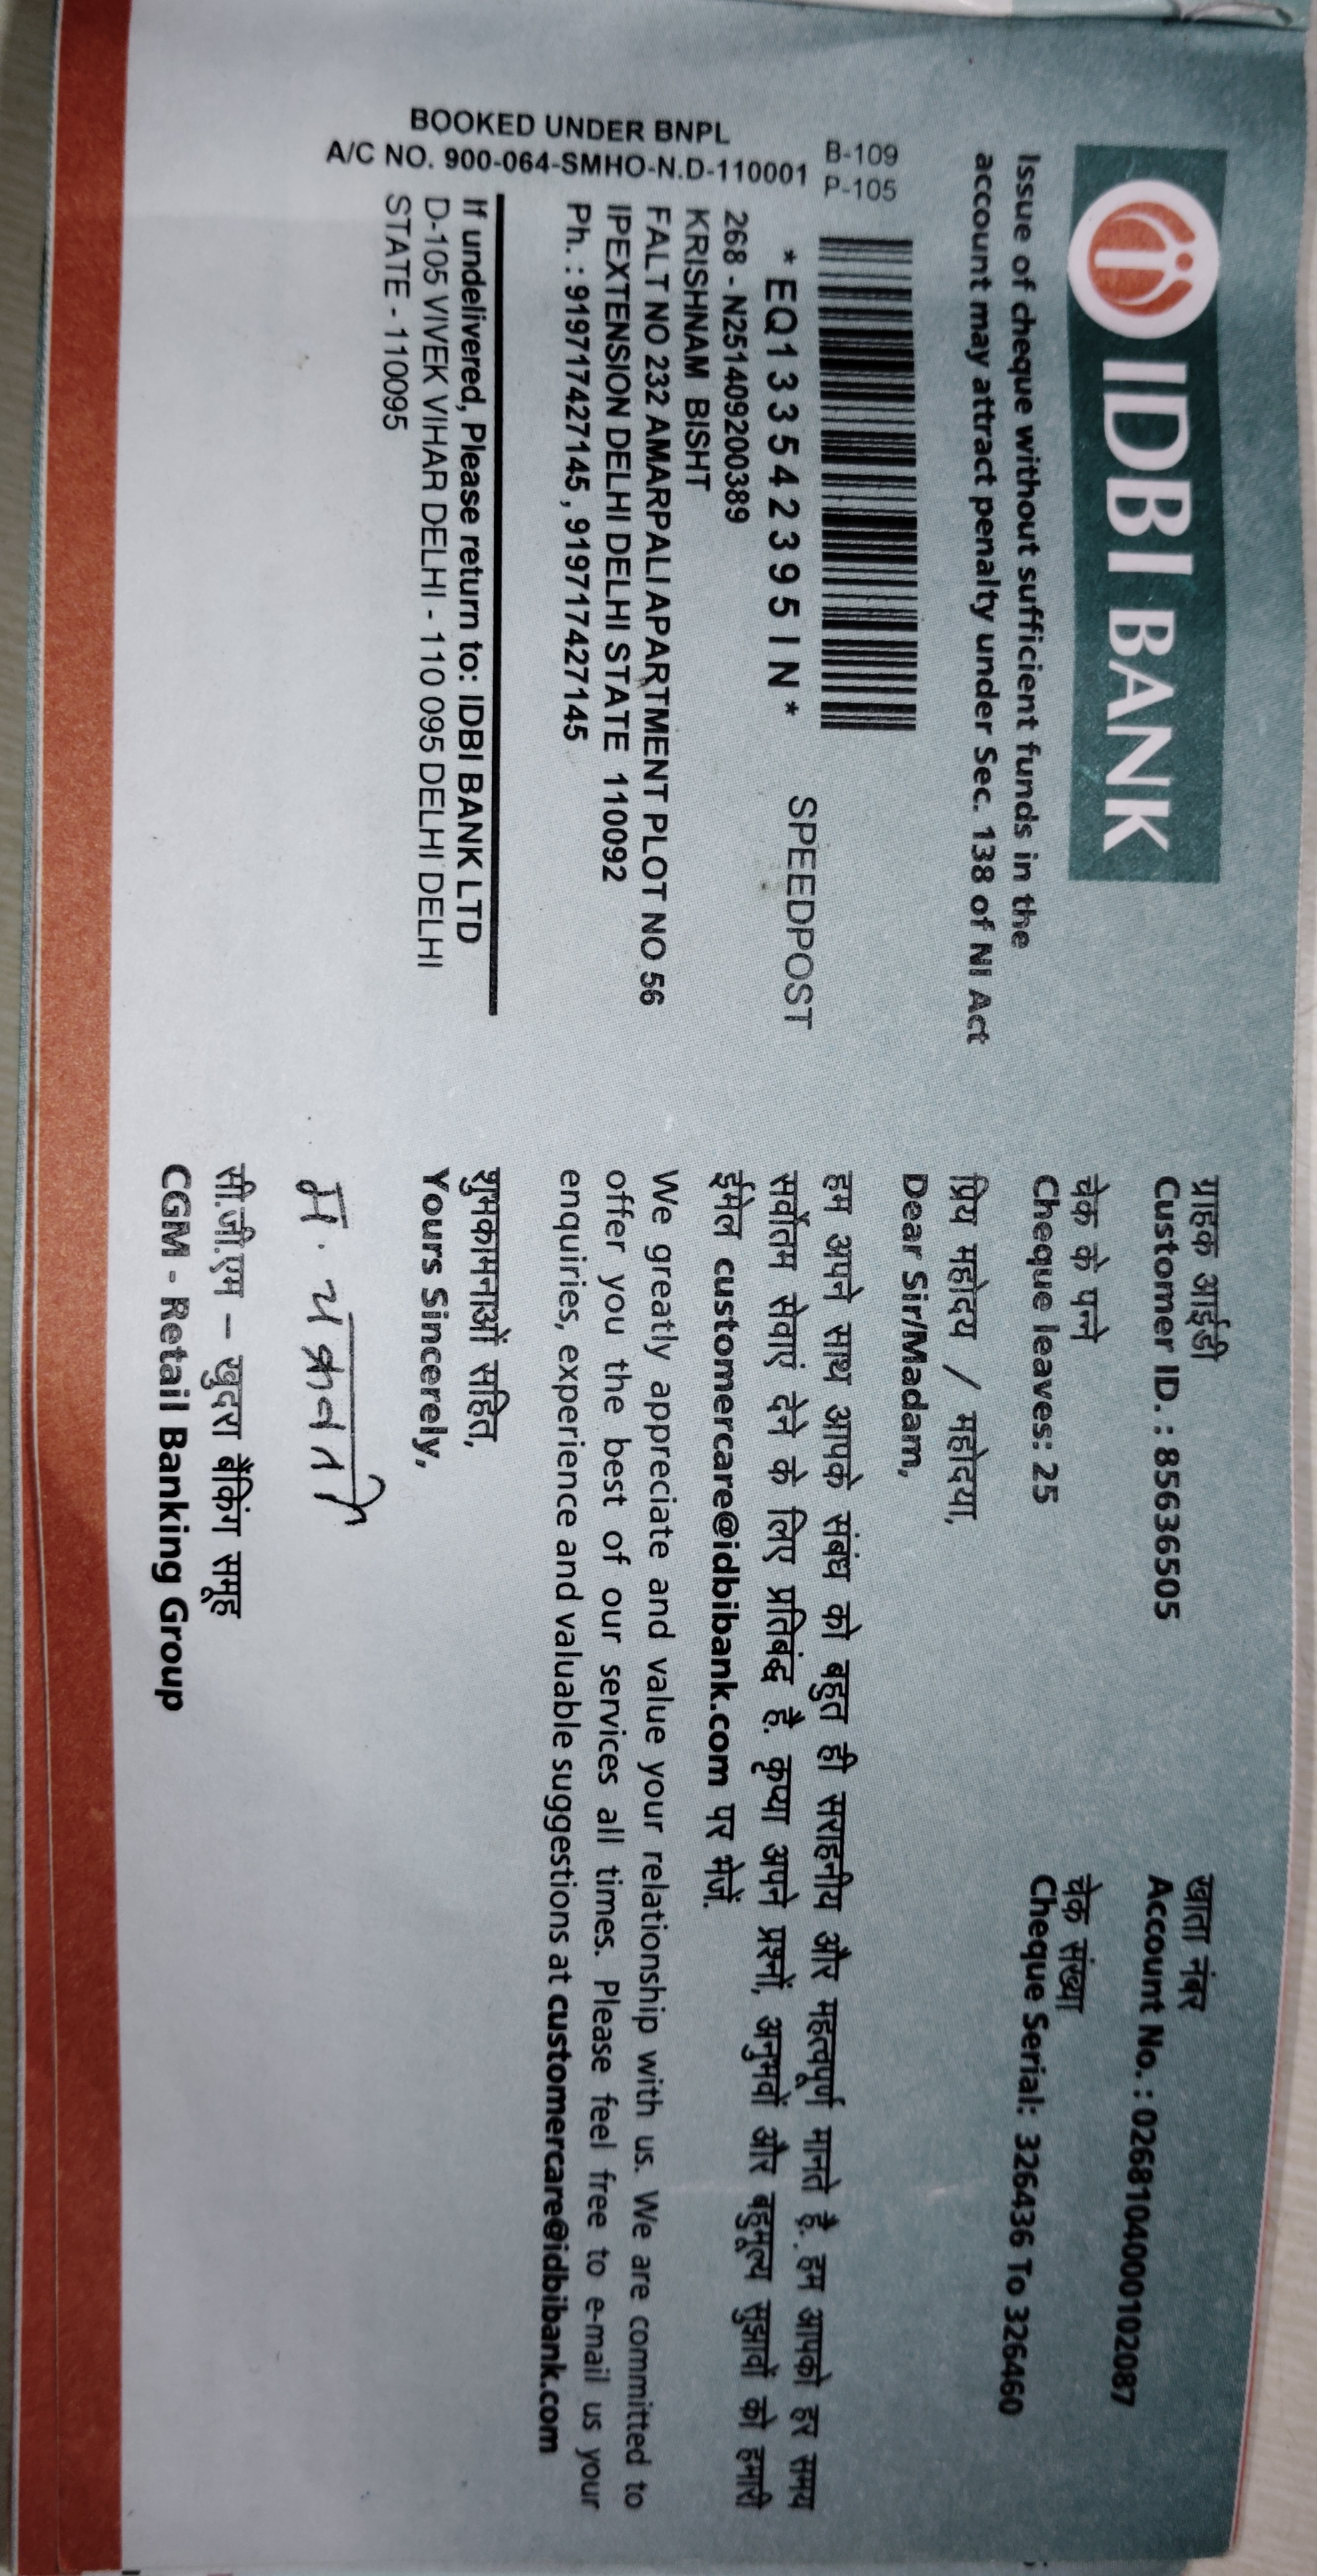 IDBI BANK
Issue of cheque without sufficient funds in the
account may attract penalty under Sec. 138 of NI Act
B-109
P-105
*EQ133542395IN*
SPEEDPOST
268 - N251409200389
KRISHNAM BISHT
FALT NO 232 AMARPALI APARTMENT PLOT NO 56
IPEXTENSION DELHI DELHI STATE 110092
Ph. : 919717427145 , 919717427145
BOOKED UNDER BNPL
A/C NO. 900-064-SMHO-N.D-110001
If undelivered, Please return to: IDBI BANK LTD
D-105 VIVEK VIHAR DELHI - 110 095 DELHI DELHI
STATE - 110095
ग्राहक आईडी
Customer ID. : 85636505
खाता नंबर
Account No. : 0268104000102087
चेक के पन्ने
Cheque leaves: 25
चेक संख्या
Cheque Serial: 326436 To 326460
प्रिय महोदय / महोदया,
Dear Sir/Madam,
हम अपने साथ आपके संबंध को बहुत ही सराहनीय और महत्वपूर्ण मानते है. हम आपको हर समय
सर्वोतम सेवाएं देने के लिए प्रतिबंद्ध है. कृप्या अपने प्रश्नों, अनुभवों और बहुमूल्य सुझावों को हमारी
ईमेल customercare@idbibank.com पर भेजें.
We greatly appreciate and value your relationship with us. We are committed to
offer you the best of our services all times. Please feel free to e-mail us your
enquiries, experience and valuable suggestions at customercare@idbibank.com
शुभकामनाओं सहित,
Yours Sincerely,
म. चक्रवर्ती
सी.जी.एम – खुदरा बैंकिंग समूह
CGM - Retail Banking Group